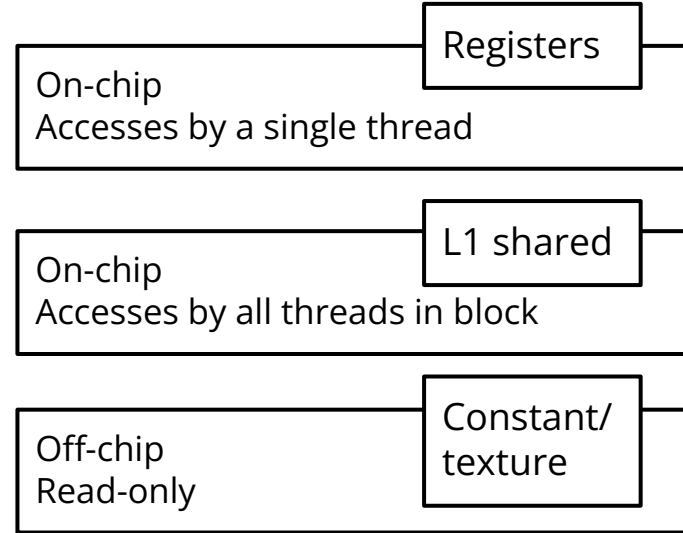 Registers
On-chip
Accesses by a single thread
L1 shared
On-chip
Accesses by all threads in block
Constant/
texture
Off-chip
Read-only